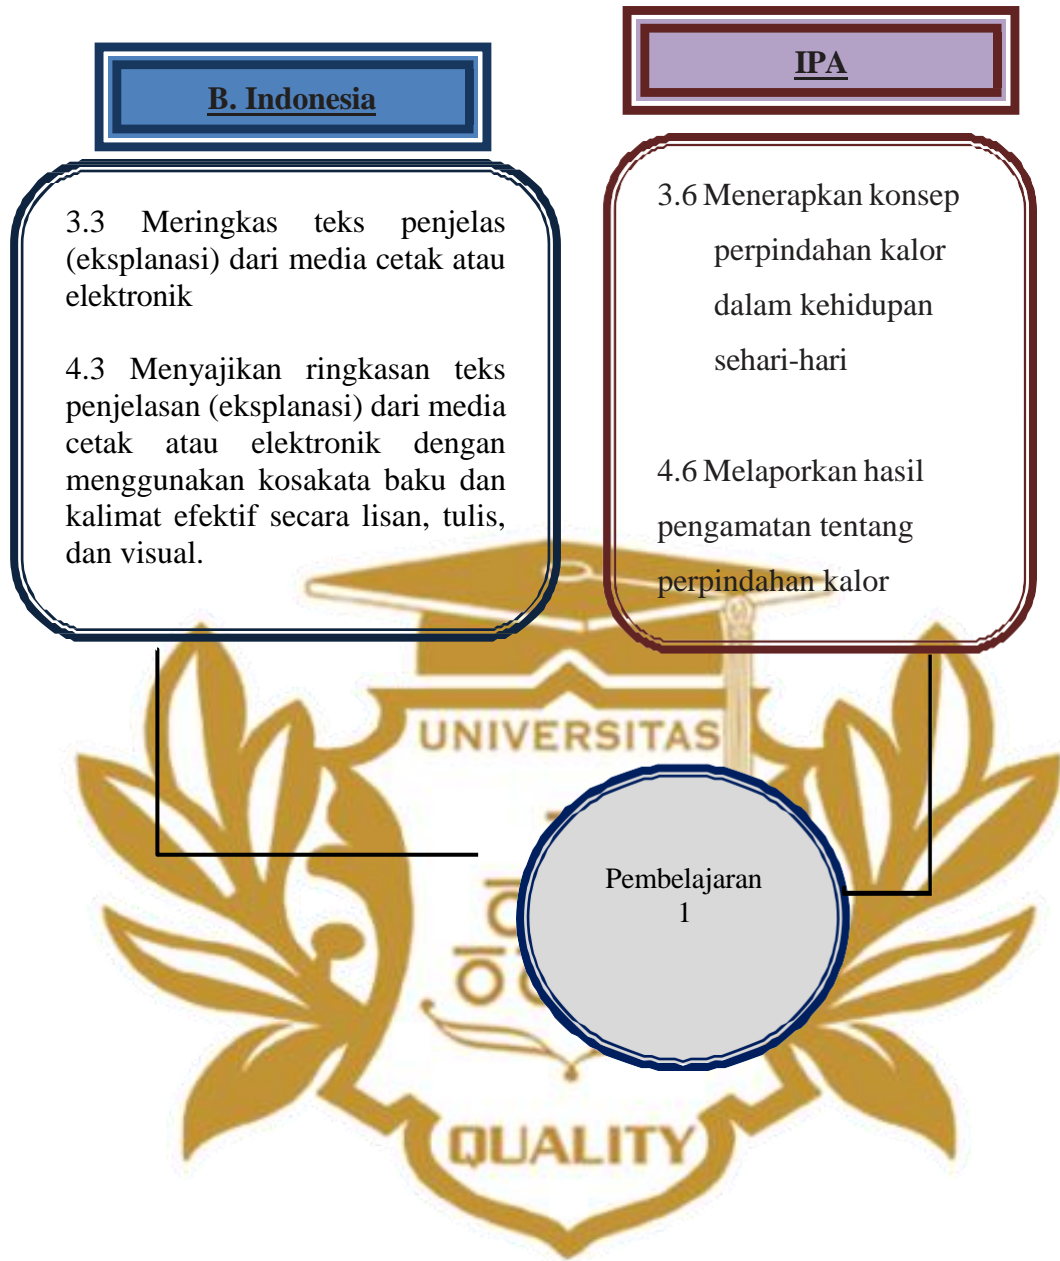 B. Indonesia
3.3 Meringkas teks penjelas
(eksplanasi) dari media cetak atau
elektronik
4.3 Menyajikan ringkasan teks
penjelasan (eksplanasi) dari media
cetak atau elektronik dengan
menggunakan kosakata baku dan
kalimat efektif secara lisan, tulis,
dan visual.
IPA
3.6 Menerapkan konsep
perpindahan kalor
dalam kehidupan
sehari-hari
4.6 Melaporkan hasil
pengamatan tentang
perpindahan kalor
UNIVERSITAS
Pembelajaran
1
QUALITY